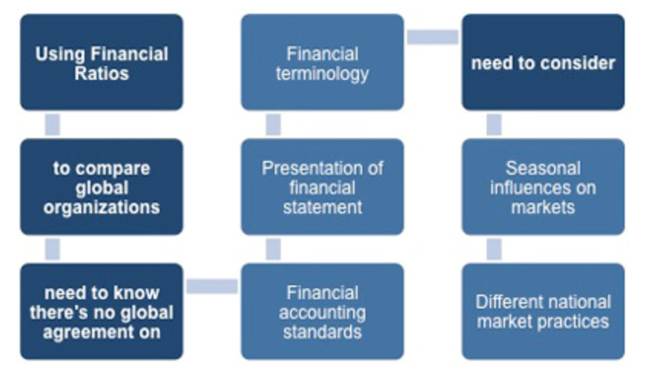 Using Financial
Ratios
to compare
global
organizations
need to know
there's no global
agreement on
Financial
accounting
standards
Presentation of
financial
statement
Financial
terminology
need to consider
Seasonal
influences on
markets
Different national
market practices